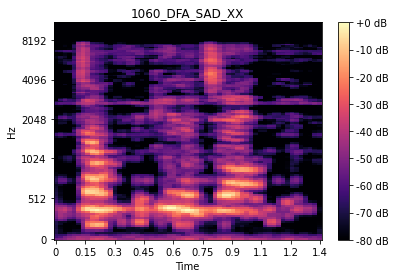 1060_DFA_SAD_XX
+0 dB
8192
-10 dB
4096
-20 dB
-30 dB
Hz
2048
-40 dB
1024
-50 dB
512
-60 dB
-70 dB
0
-80 dB
0 0.15 0.3 0.45 0.6 0.75 0.9 1.1 1.2 1.4
Time